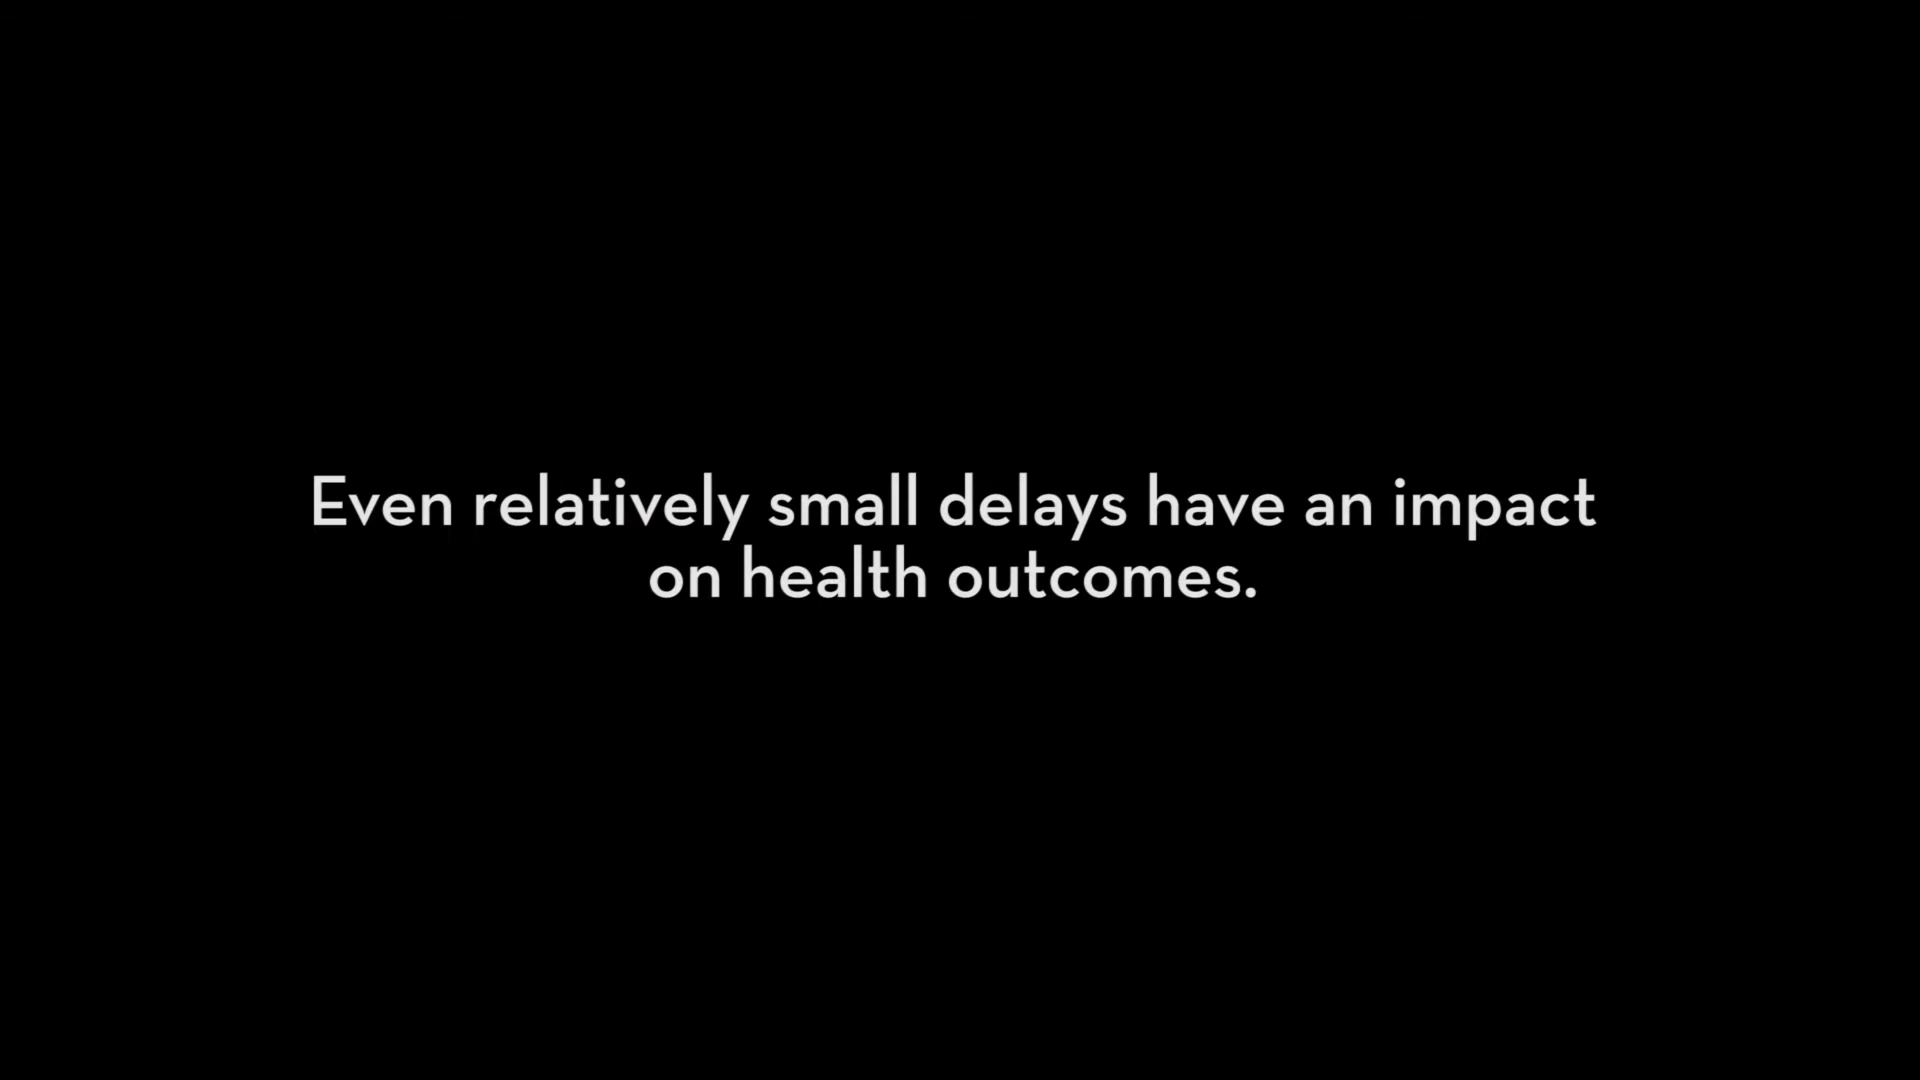 Even relatively small delays have an impact
on health outcomes.